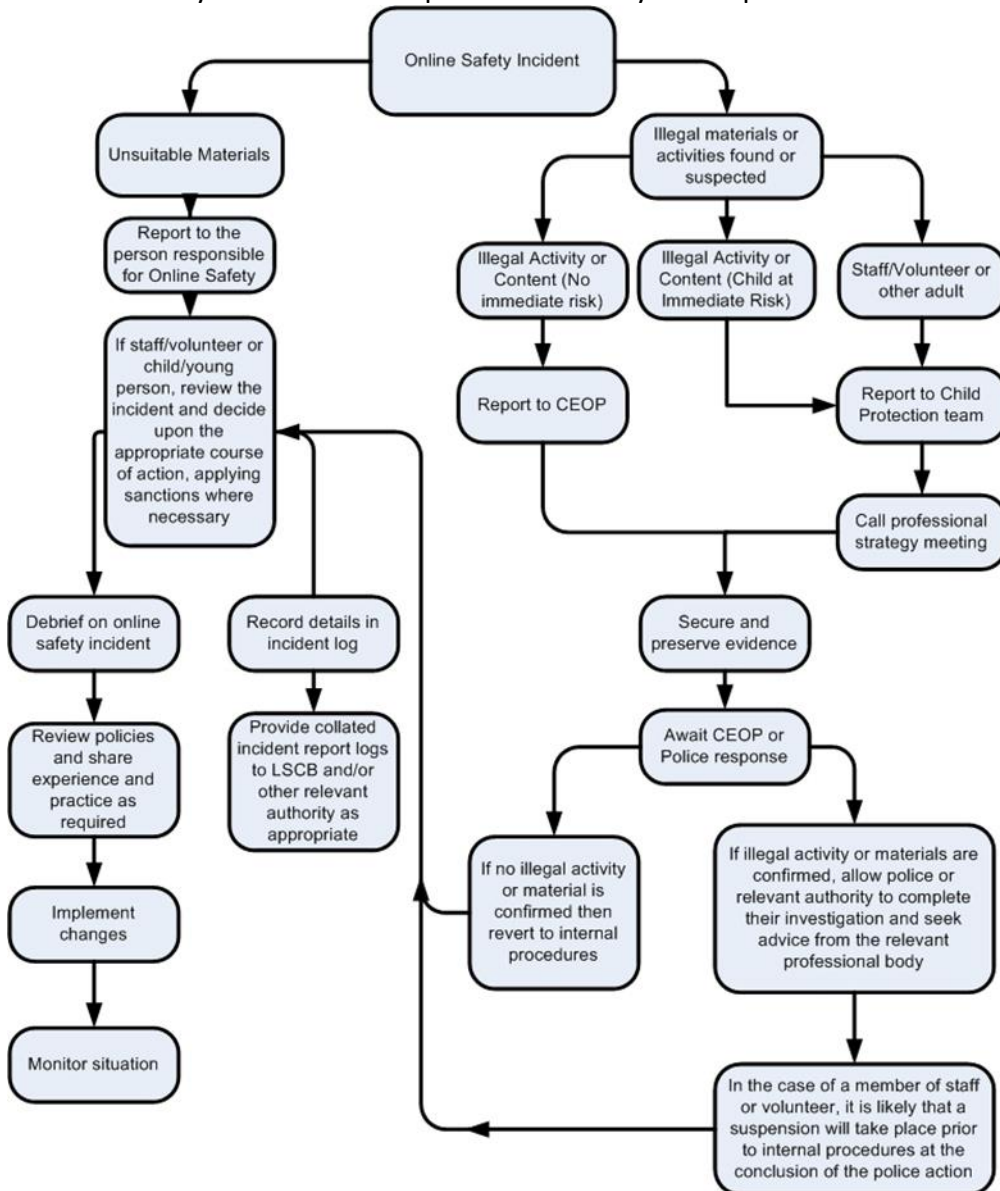 Online Safety Incident
Unsuitable Materials
Report to the
person responsible
for Online Safety
If staff/volunteer or
child/young
person, review the
incident and decide
upon the
appropriate course
of action, applying
sanctions where
necessary
Debrief on online
safety incident
Review policies
and share
experience and
practice as
required
Implement
changes
Monitor situation
Record details in
incident log
Provide collated
incident report logs
to LSCB and/or
other relevant
authority as
appropriate
Illegal materials or
activities found or
suspected
Illegal Activity or
Content (No
immediate risk)
Illegal Activity or
Content (Child at
Immediate Risk)
Staff/Volunteer or
other adult
Report to CEOP
Report to Child
Protection team
Call professional
strategy meeting
Secure and
preserve evidence
Await CEOP or
Police response
If no illegal activity
or material is
confirmed then
revert to internal
procedures
If illegal activity or materials are
confirmed, allow police or
relevant authority to complete
their investigation and seek
advice from the relevant
professional body
In the case of a member of staff
or volunteer, it is likely that a
suspension will take place prior
to internal procedures at the
conclusion of the police action